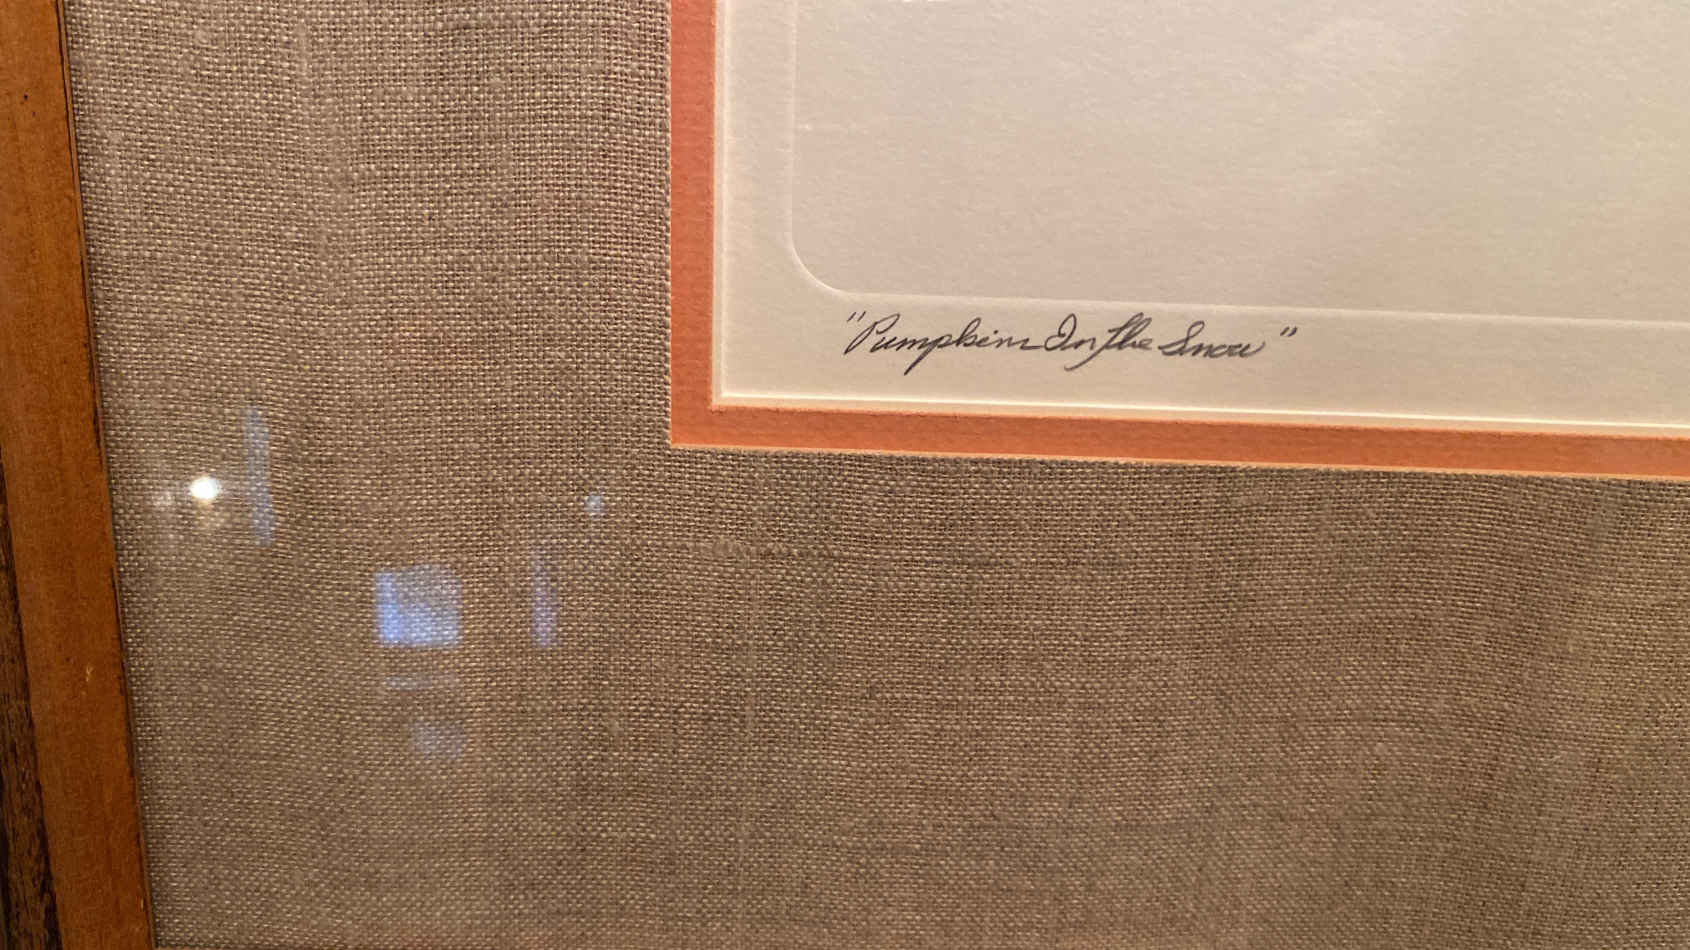 "Pumpkins In the Snow"